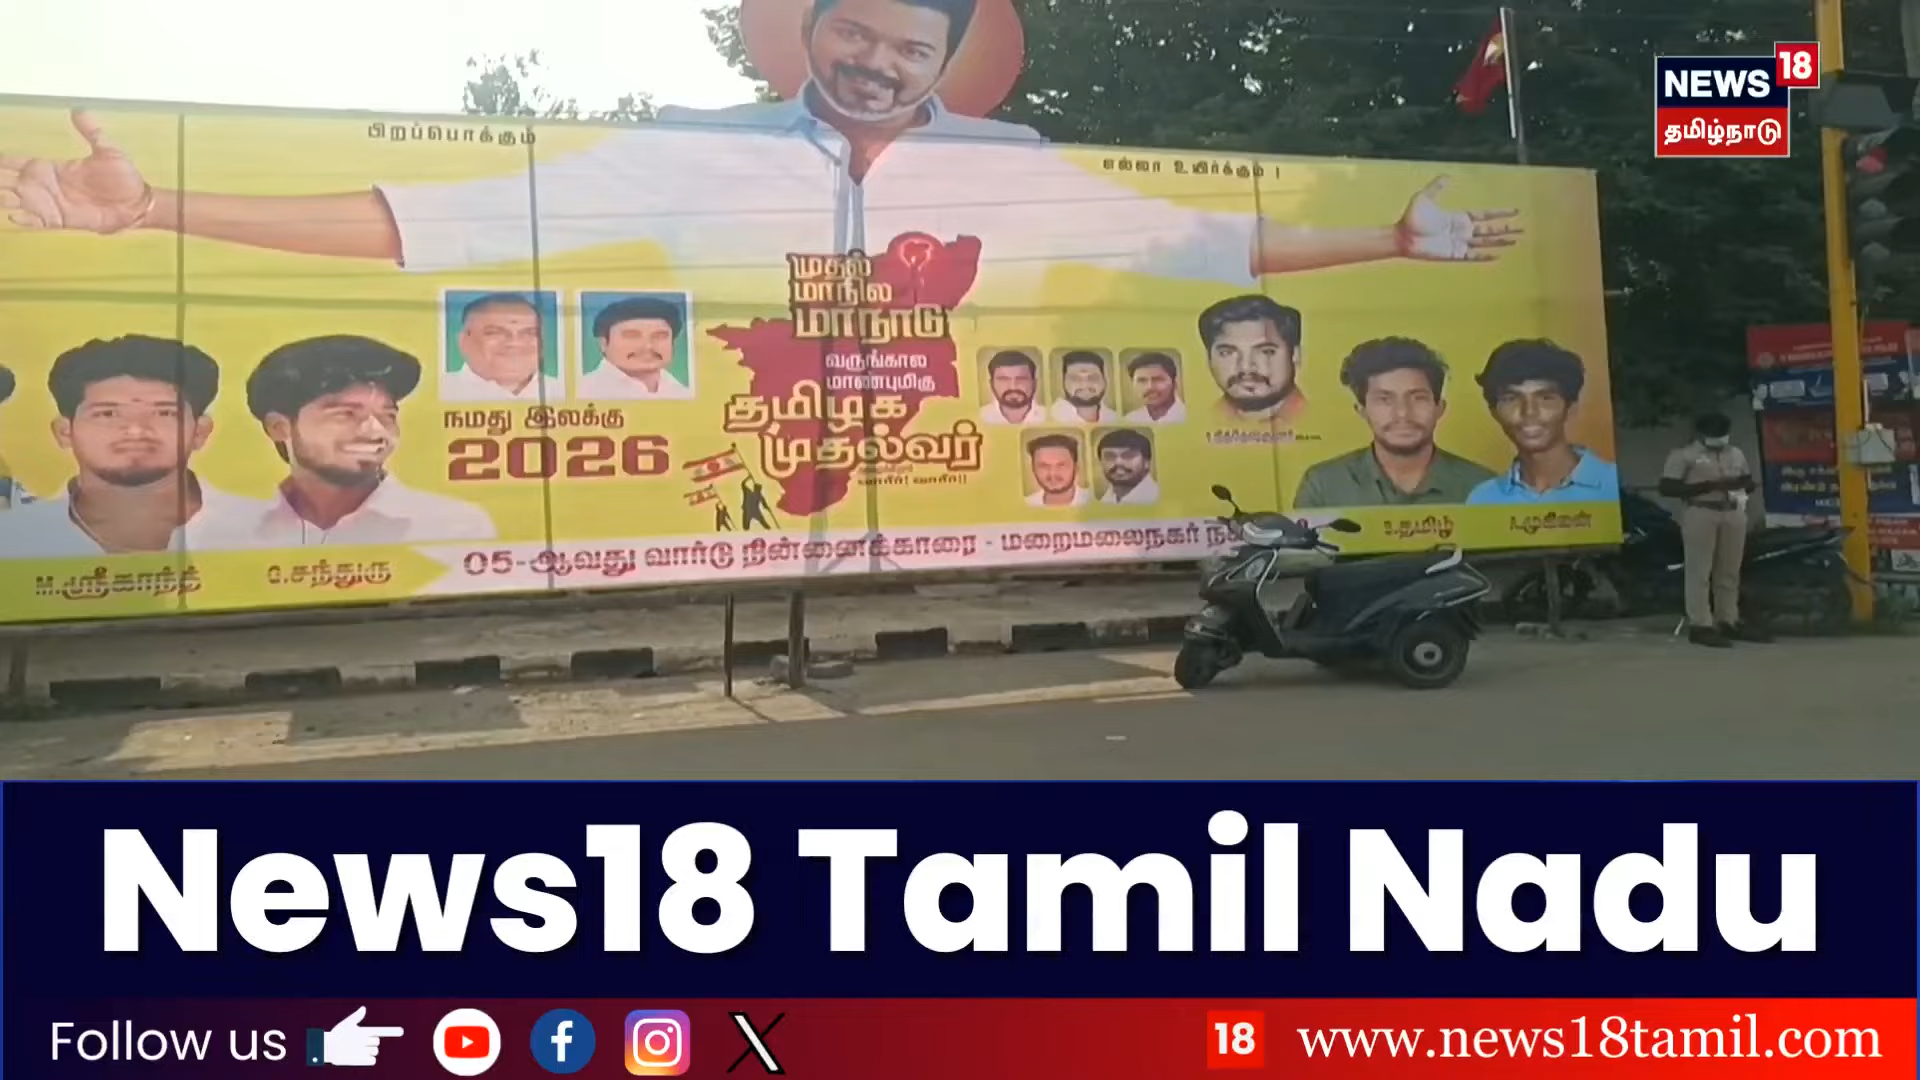 NEWS 18
தமிழ்நாடு
பிறப்பொக்கும்
எல்லா உயிர்க்கும் !
முதல்
மாநில
மாநாடு
வருங்கால
மாண்புமிகு
தமிழக
முதல்வர்
வாரீர்! வாரீர்!!
நமது இலக்கு
2026
M.ஸ்ரீகாந்த்
G.சந்துரு
05-ஆவது வார்டு நின்னைக்காரை - மறைமலைநகர்
News18 Tamil Nadu
Follow us
18 www.news18tamil.com